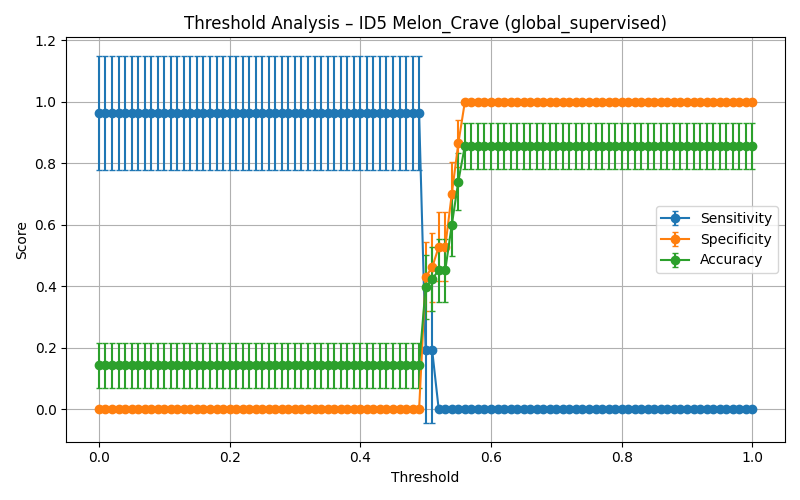 Threshold Analysis – ID5 Melon_Crave (global_supervised)
1.2
1.0
0.8
0.6
0.4
0.2
0.0
Score
Sensitivity
Specificity
Accuracy
0.0 0.2 0.4 0.6 0.8 1.0
Threshold